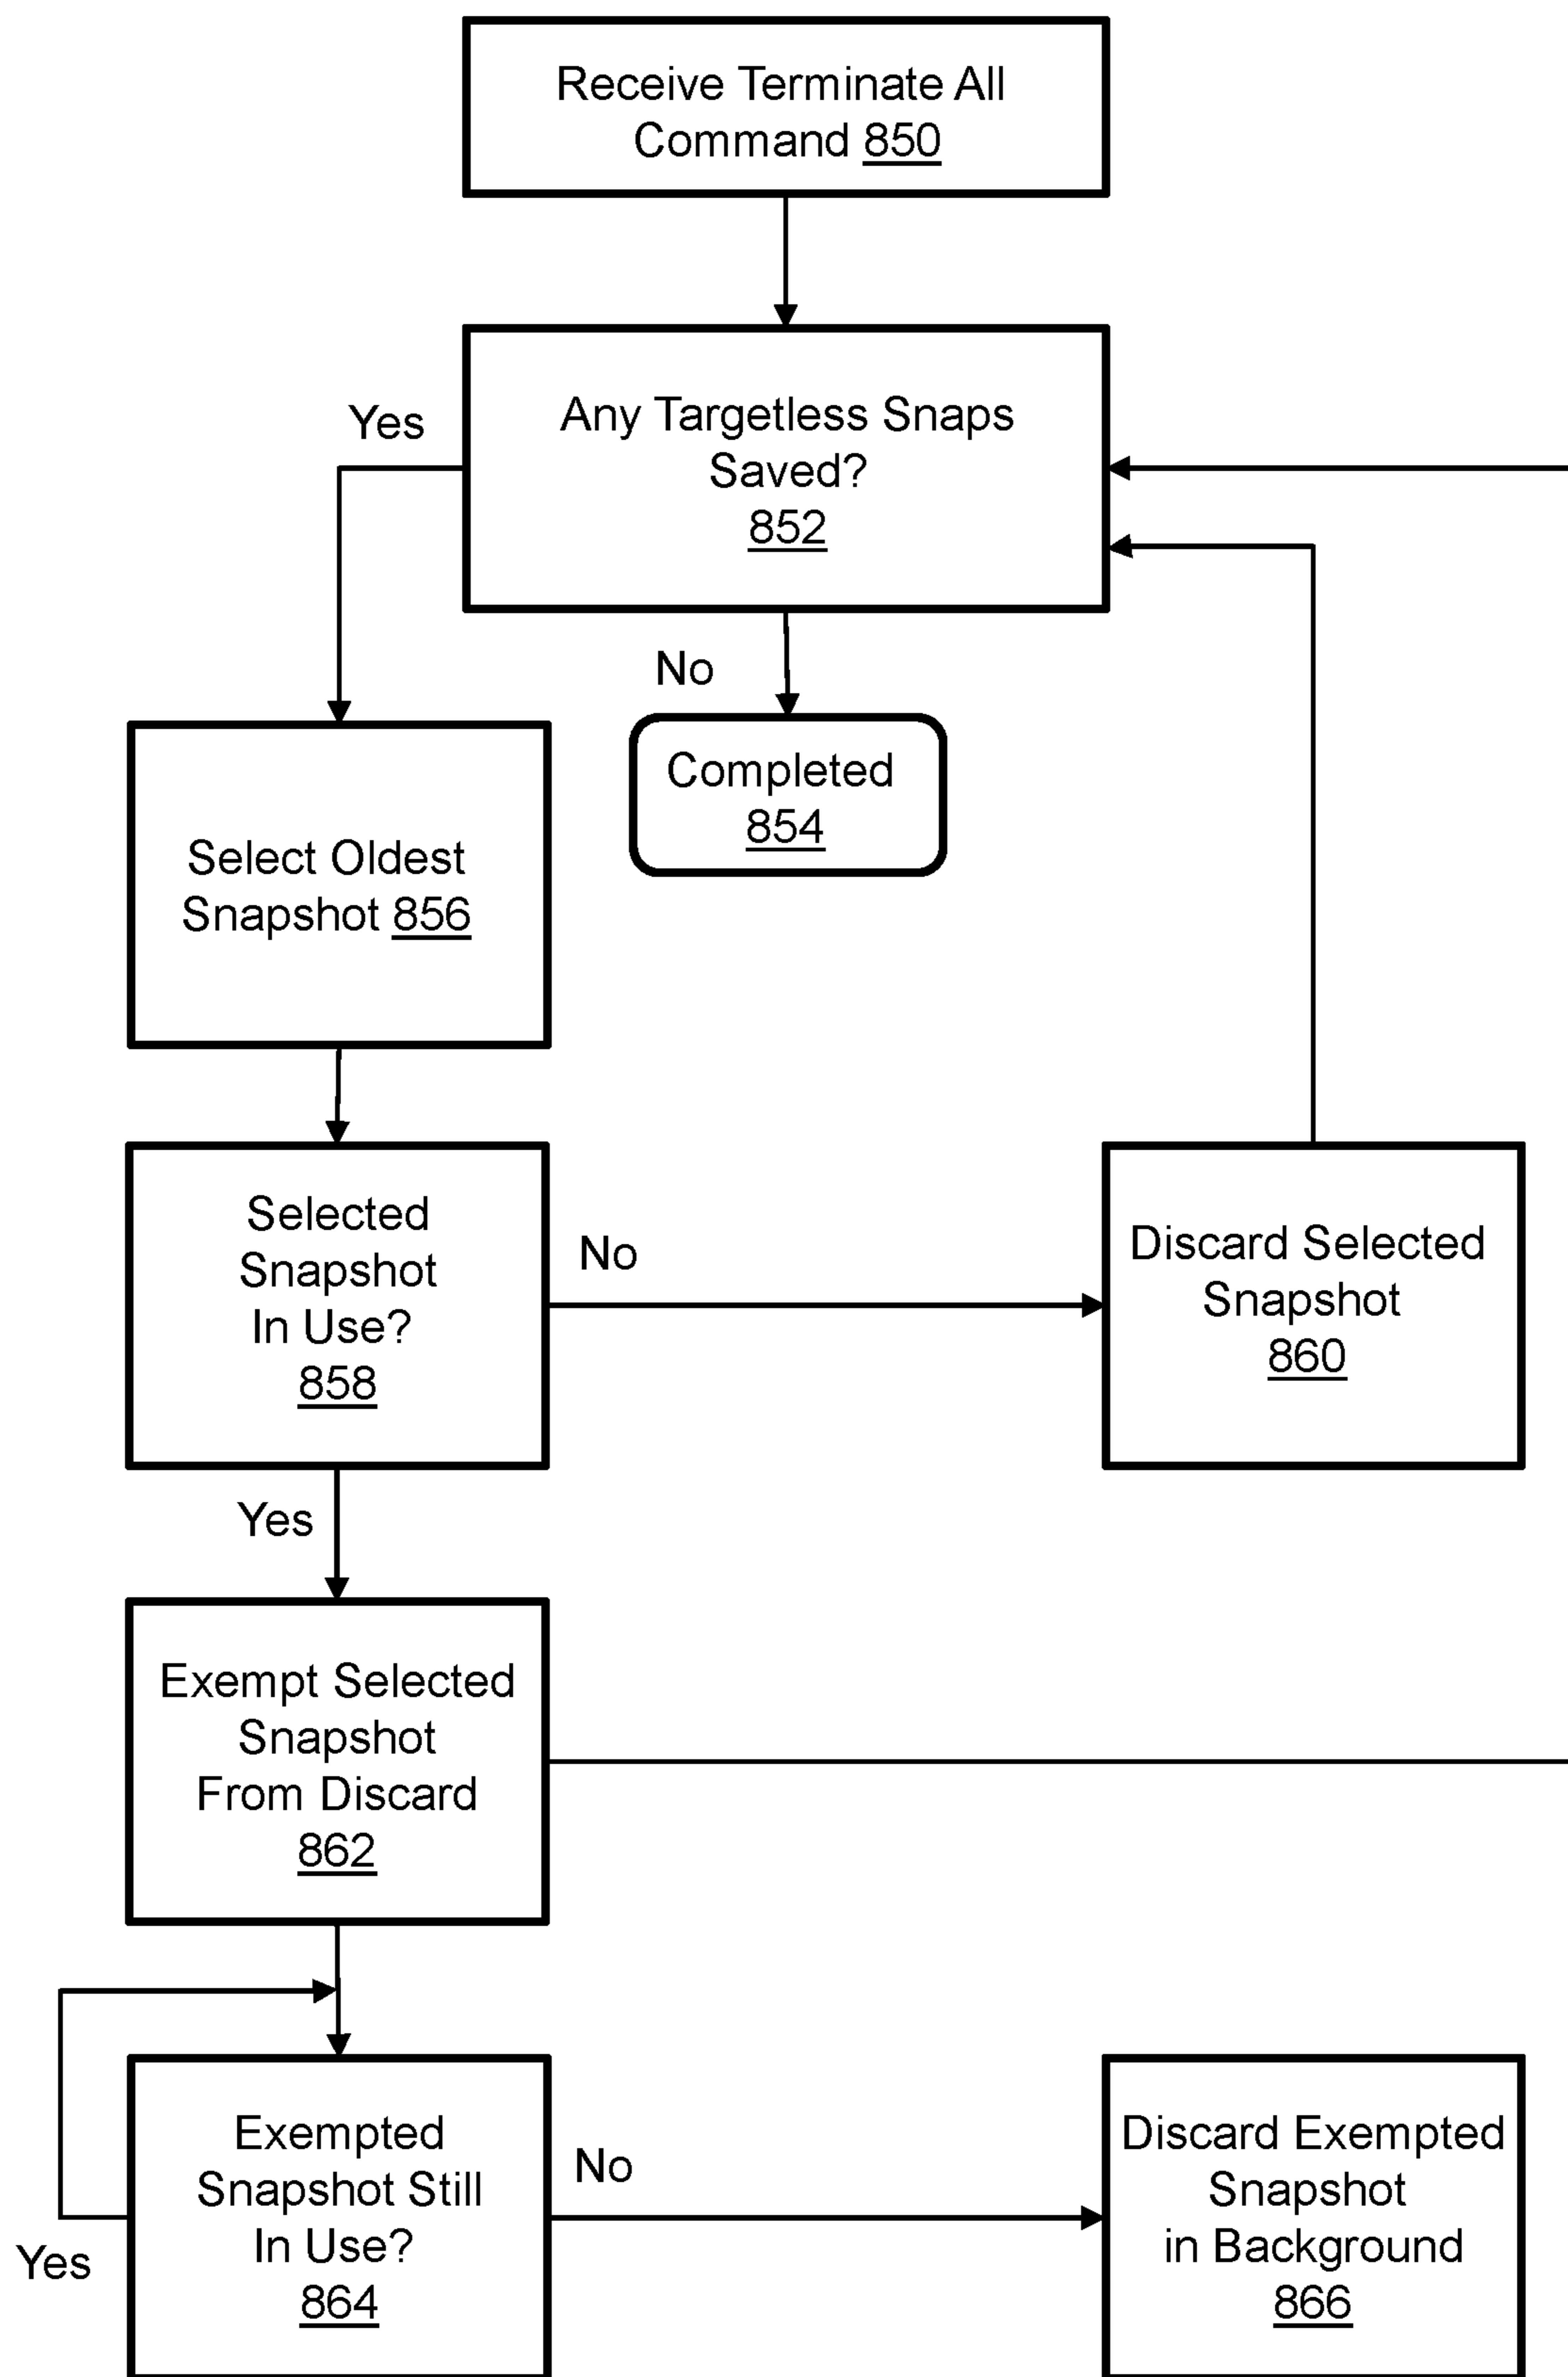 Receive Terminate All
Command 850
Yes
Any Targetless Snaps
Saved?
852
No
Completed
854
Select Oldest
Snapshot 856
Selected
Snapshot
In Use?
858
No
Discard Selected
Snapshot
860
Yes
Exempt Selected
Snapshot
From Discard
862
Exempted
Snapshot Still
In Use?
864
Yes
No
Discard Exempted
Snapshot
in Background
866